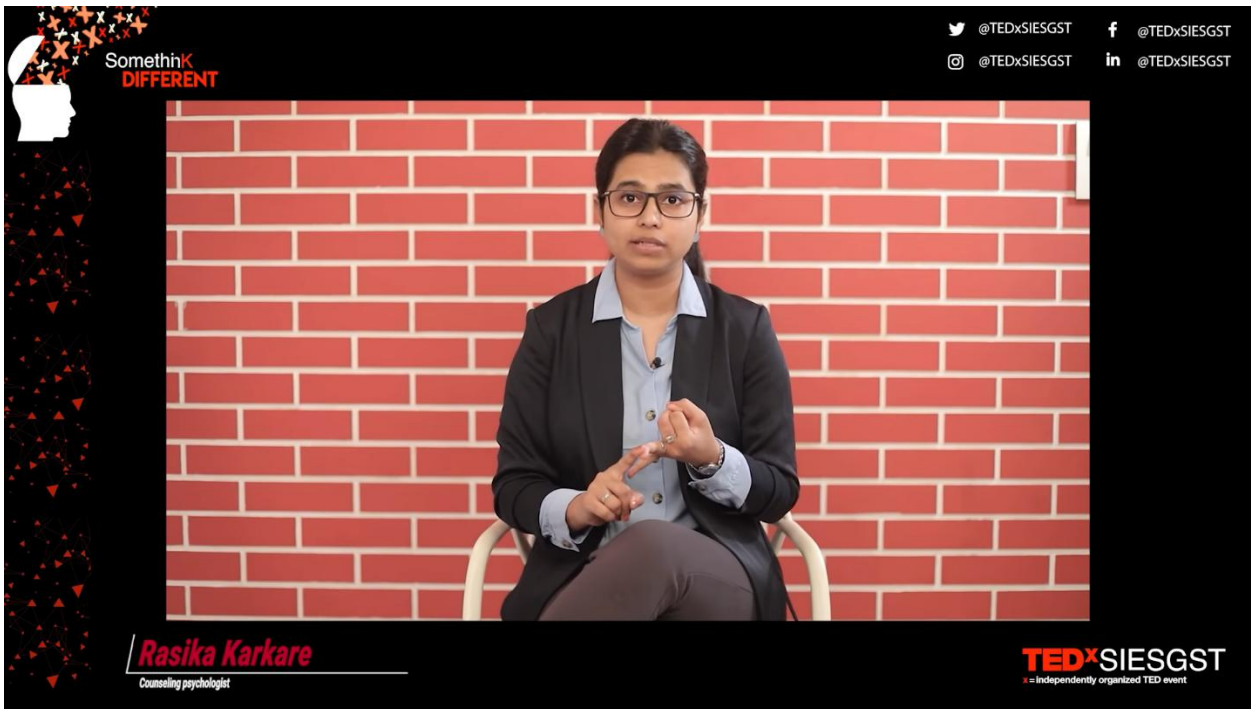 SomethinK
DIFFERENT
@TEDxSIESGST
@TEDxSIESGST
@TEDxSIESGST
@TEDxSIESGST
Rasika Karkare
Counseling psychologist
TEDxSIESGST
x = independently organized TED event